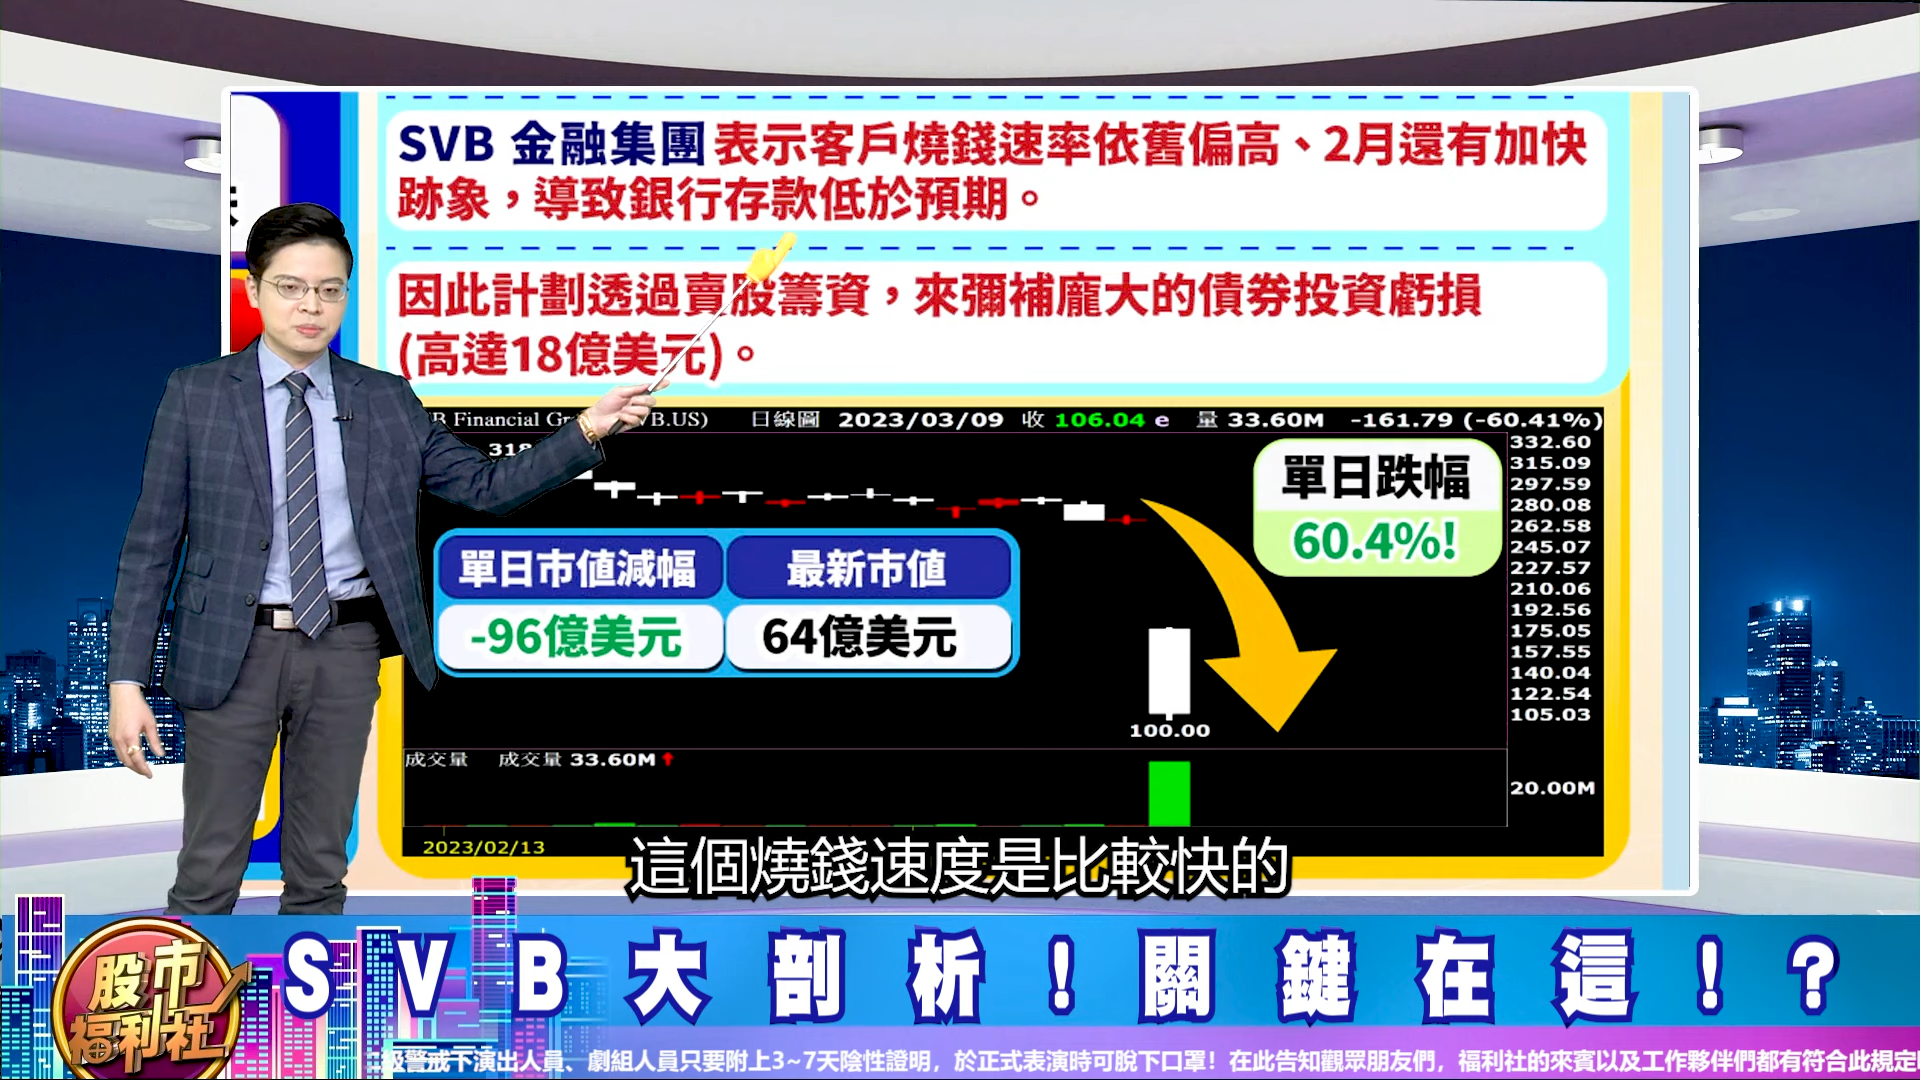 SVB 金融集團表示客戶燒錢速率依舊偏高、2月還有加快
跡象，導致銀行存款低於預期。
因此計劃透過賣股籌資，來彌補龐大的債券投資虧損
(高達18億美元)。
B Financial Gr VB.US) 日線圖 2023/03/09 收 106.04 e 量 33.60M -161.79 (-60.41%)
318
332.60
315.09
297.59
280.08
262.58
245.07
227.57
210.06
192.56
175.05
157.55
140.04
122.54
105.03
單日跌幅
60.4%!
單日市值減幅 最新市值
-96億美元 64億美元
100.00
成交量 成交量 33.60M
20.00M
2023/02/13
這個燒錢速度是比較快的
SVB大剖析!關鍵在這!?
股市
福利社
級警戒下演出人員、劇組人員只要附上3~7天陰性證明，於正式表演時可脫下口罩! 在此告知觀眾朋友們，福利社的來賓以及工作夥伴們都有符合此規定